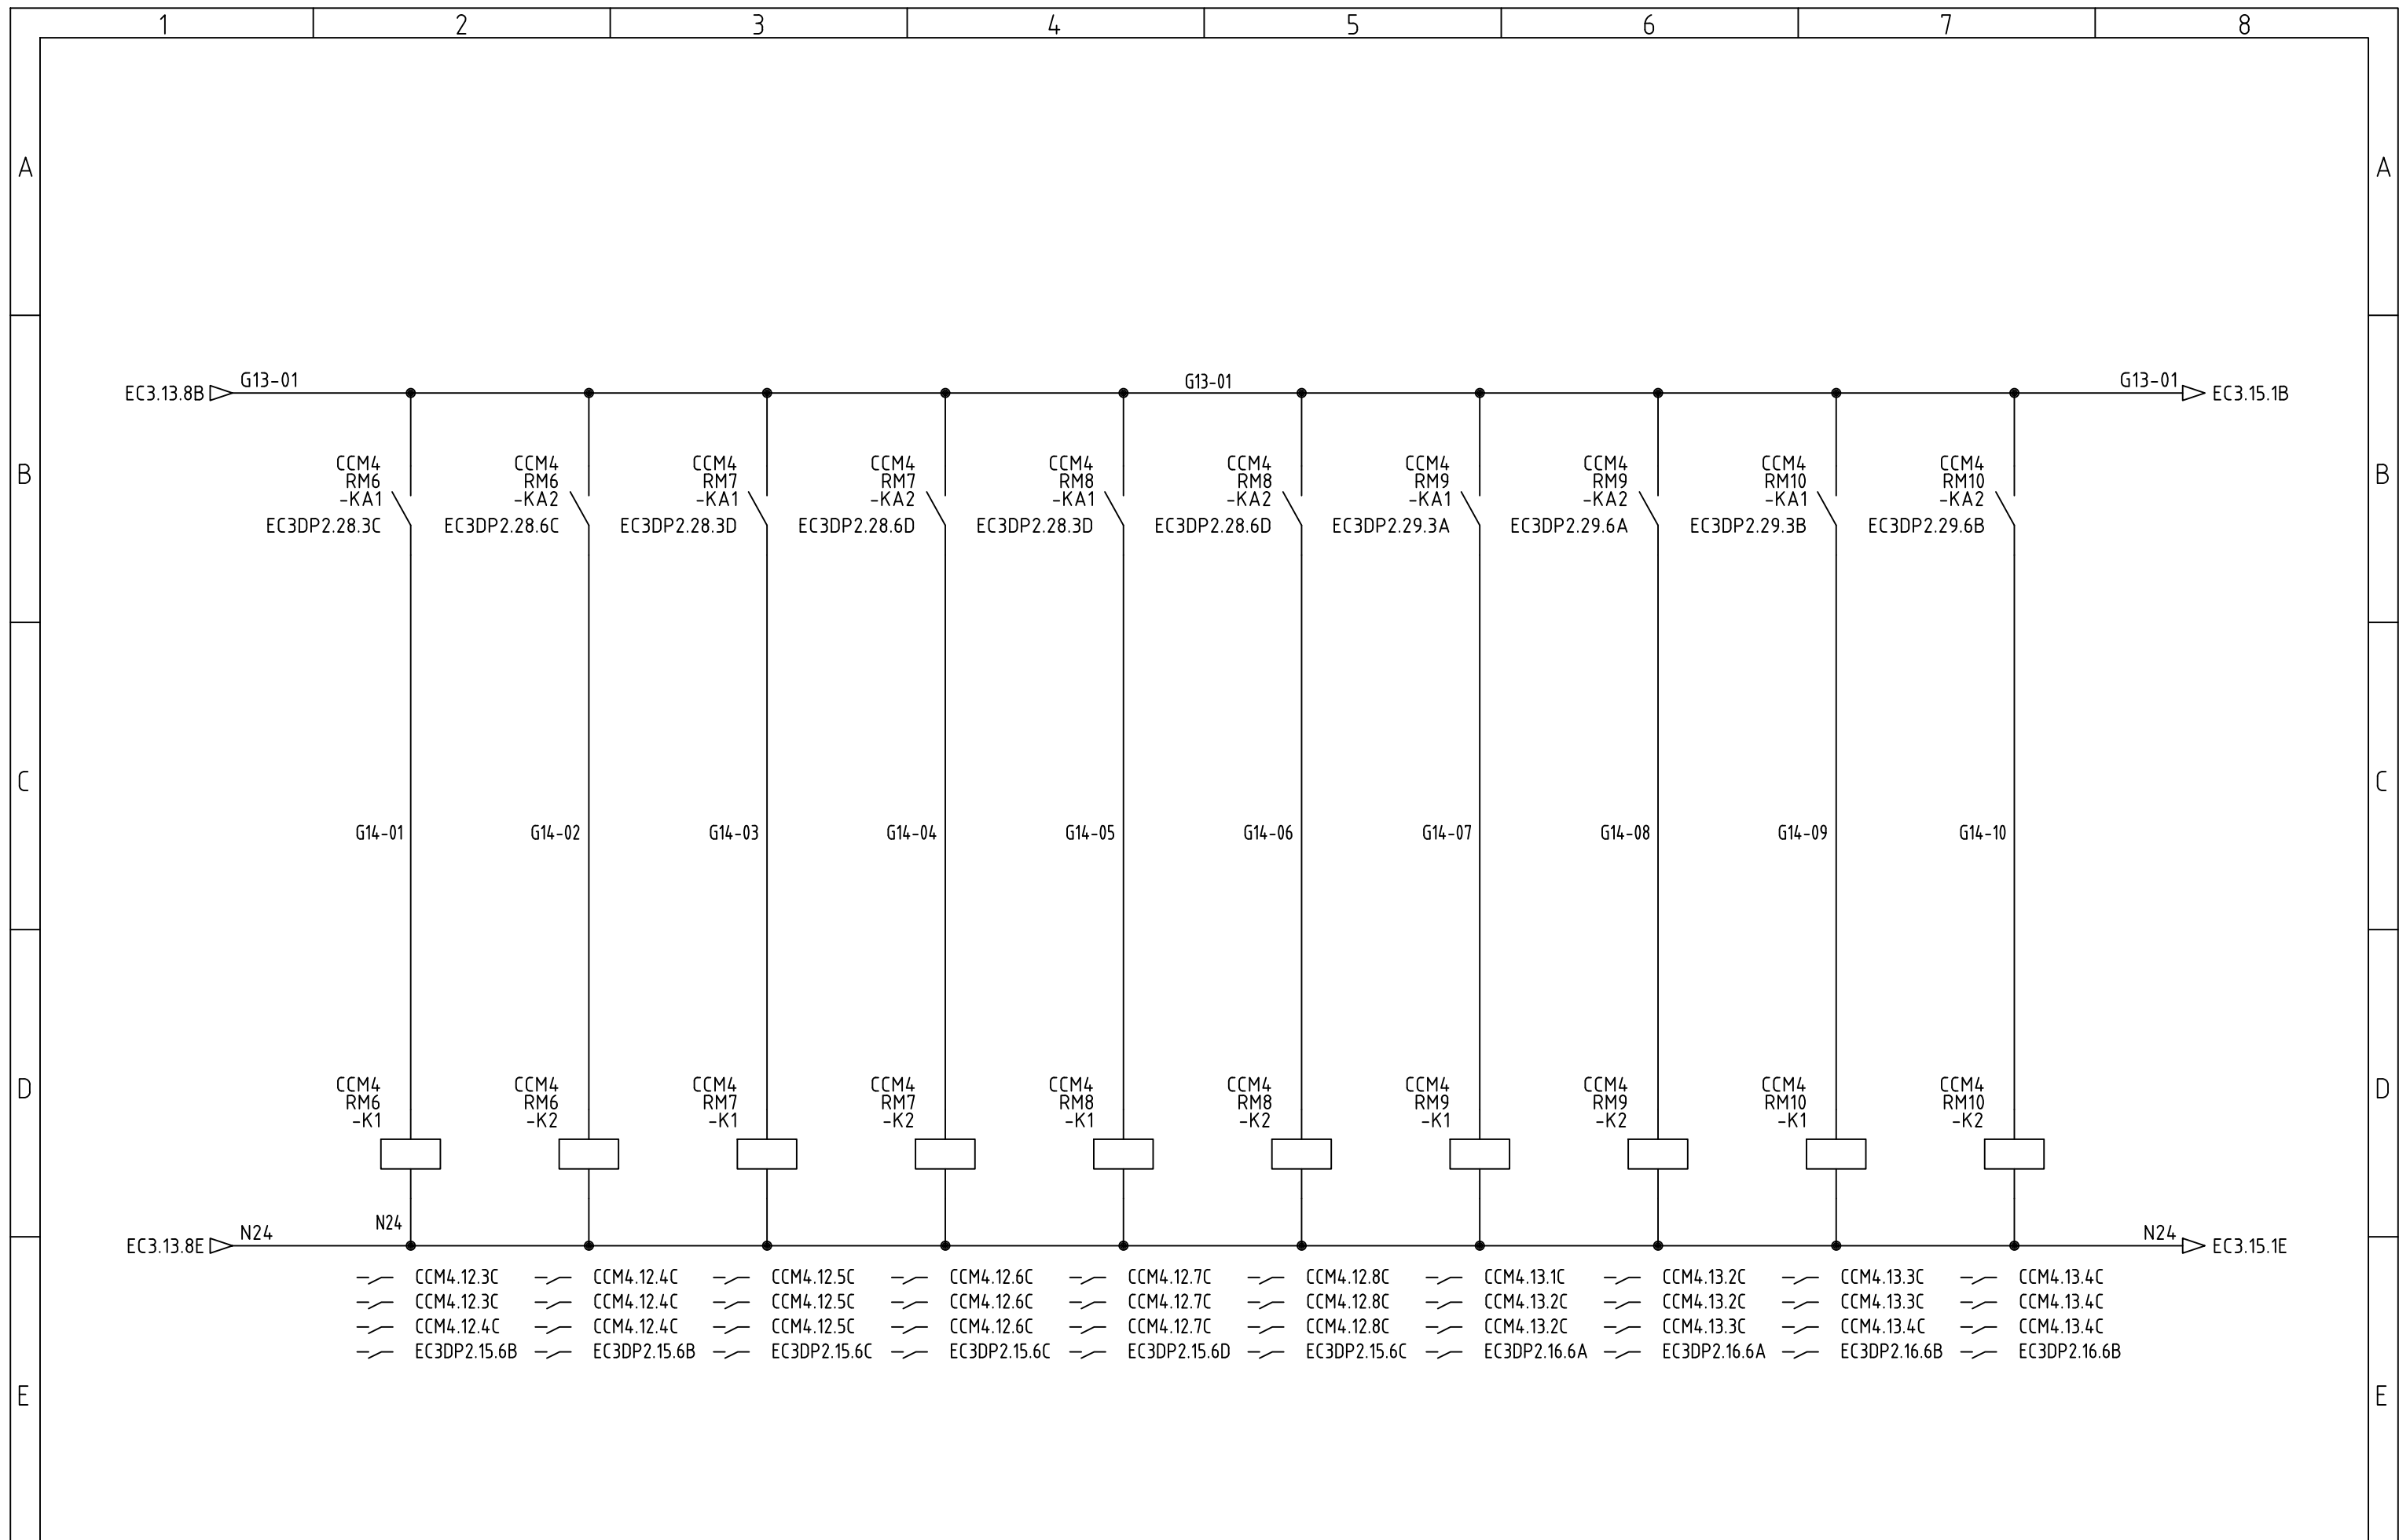 1 2 3 4 5 6 7 8
A A
G13-01 G13-01 G13-01
EC3.13.8B EC3.15.1B
CCM4 CCM4 CCM4 CCM4 CCM4 CCM4 CCM4 CCM4 CCM4 CCM4
B RM6 RM6 RM7 RM7 RM8 RM8 RM9 RM9 RM10 RM10 B
-KA1 -KA2 -KA1 -KA2 -KA1 -KA2 -KA1 -KA2 -KA1 -KA2
EC3DP2.28.3C EC3DP2.28.6C EC3DP2.28.3D EC3DP2.28.6D EC3DP2.28.3D EC3DP2.28.6D EC3DP2.29.3A EC3DP2.29.6A EC3DP2.29.3B EC3DP2.29.6B
C C
G14-01 G14-02 G14-03 G14-04 G14-05 G14-06 G14-07 G14-08 G14-09 G14-10
CCM4 CCM4 CCM4 CCM4 CCM4 CCM4 CCM4 CCM4 CCM4 CCM4
D RM6 RM6 RM7 RM7 RM8 RM8 RM9 RM9 RM10 RM10 D
-K1 -K2 -K1 -K2 -K1 -K2 -K1 -K2 -K1 -K2
N24 N24 N24
EC3.13.8E EC3.15.1E
CCM4.12.3C CCM4.12.4C CCM4.12.5C CCM4.12.6C CCM4.12.7C CCM4.12.8C CCM4.13.1C CCM4.13.2C CCM4.13.3C CCM4.13.4C
CCM4.12.3C CCM4.12.4C CCM4.12.5C CCM4.12.6C CCM4.12.7C CCM4.12.8C CCM4.13.2C CCM4.13.2C CCM4.13.3C CCM4.13.4C
CCM4.12.4C CCM4.12.4C CCM4.12.5C CCM4.12.6C CCM4.12.7C CCM4.12.8C CCM4.13.2C CCM4.13.3C CCM4.13.4C CCM4.13.4C
EC3DP2.15.6B EC3DP2.15.6B EC3DP2.15.6C EC3DP2.15.6C EC3DP2.15.6D EC3DP2.15.6C EC3DP2.16.6A EC3DP2.16.6A EC3DP2.16.6B EC3DP2.16.6B
E E